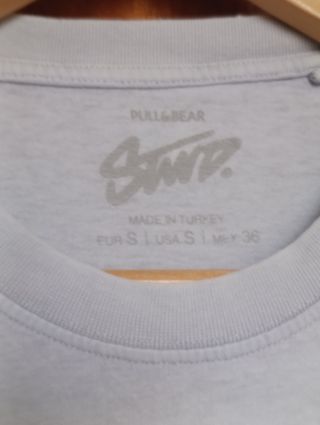 PULL&BEAR
STWD.
MADE IN TURKEY
EUR S | USA S | MEX 36